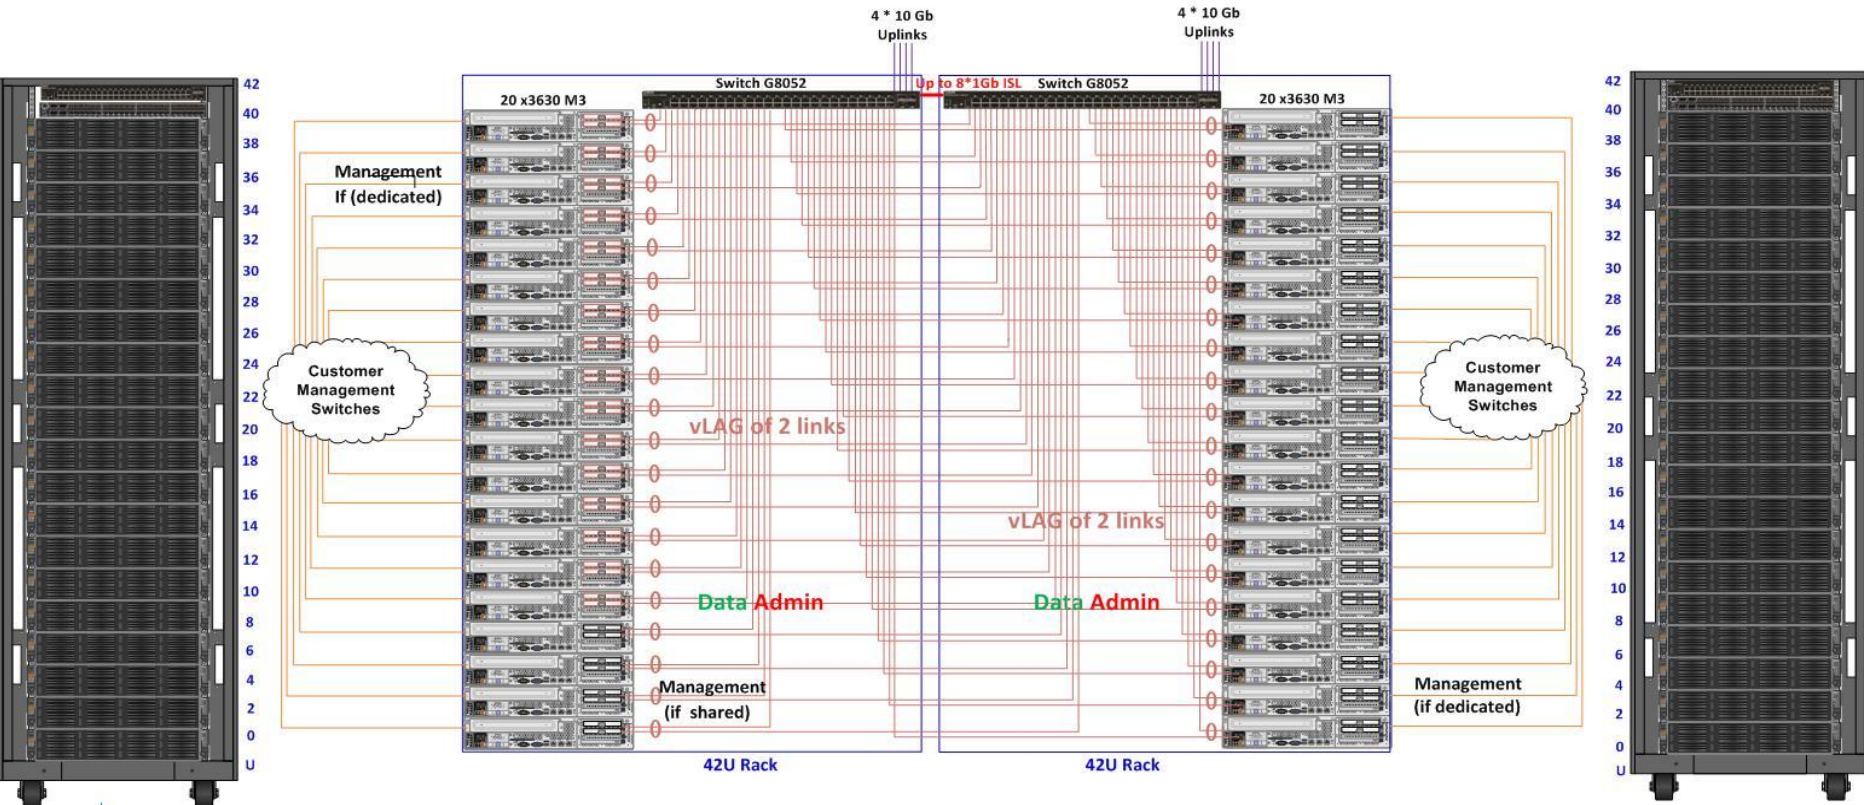 4 * 10 Gb
Uplinks
4 * 10 Gb
Uplinks
Switch G8052
Up to 8*1Gb ISL
Switch G8052
20 x3630 M3
20 x3630 M3
42
40
38
36
34
32
30
28
26
24
22
20
18
16
14
12
10
8
6
4
2
0
U
Management
If (dedicated)
Customer
Management
Switches
vLAG of 2 links
Data Admin
Management
(if shared)
42U Rack
vLAG of 2 links
Data Admin
42U Rack
Customer
Management
Switches
Management
(if dedicated)
42
40
38
36
34
32
30
28
26
24
22
20
18
16
14
12
10
8
6
4
2
0
U